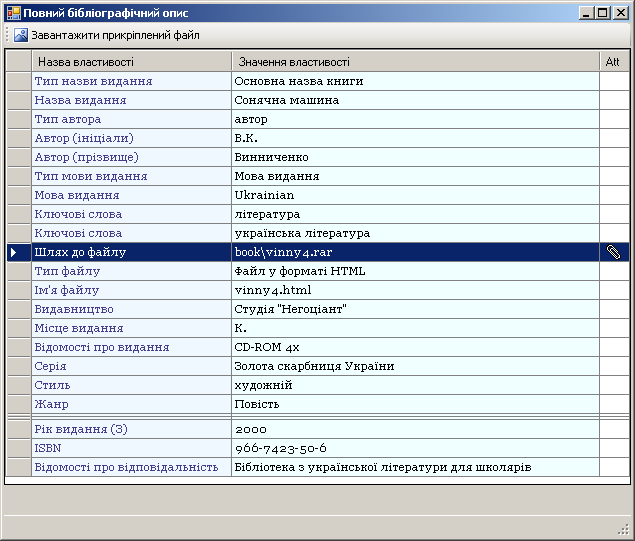 Повний бібліографічний опис
Завантажити прикріплений файл
Назва властивості Значення властивості Att
Тип назви видання Основна назва книги
Назва видання Сонячна машина
Тип автора автор
Автор (ініціали) В.К.
Автор (прізвище) Винниченко
Тип мови видання Мова видання
Мова видання Ukrainian
Ключові слова література
Ключові слова українська література
Шлях до файлу book\vinny4.rar
Тип файлу Файл у форматі HTML
Ім'я файлу vinny4.html
Видавництво Студія "Негоціант"
Місце видання К.
Відомості про видання CD-ROM 4x
Серія Золота скарбниця України
Стиль художній
Жанр Повість
Рік видання (3) 2000
ISBN 966-7423-50-6
Відомості про відповідальність Бібліотека з української літератури для школярів